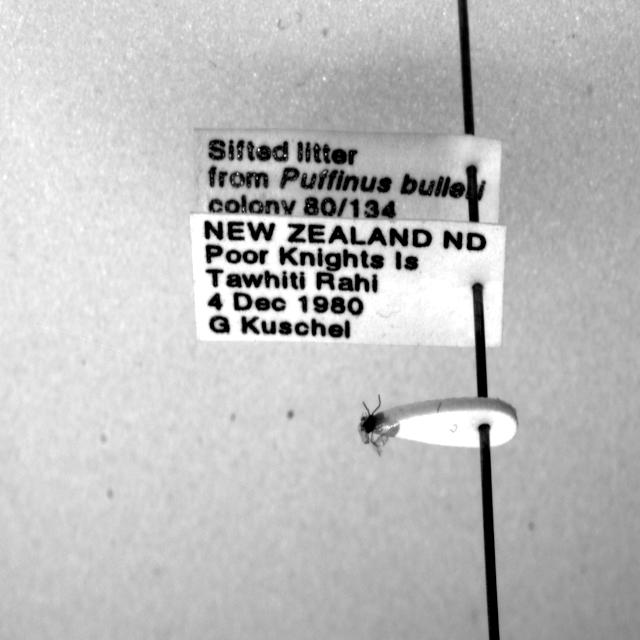 Sifted litter
from Puffinus bulleri
colony 80/134
NEW ZEALAND ND
Poor Knights Is
Tawhiti Rahi
4 Dec 1980
G Kuschel